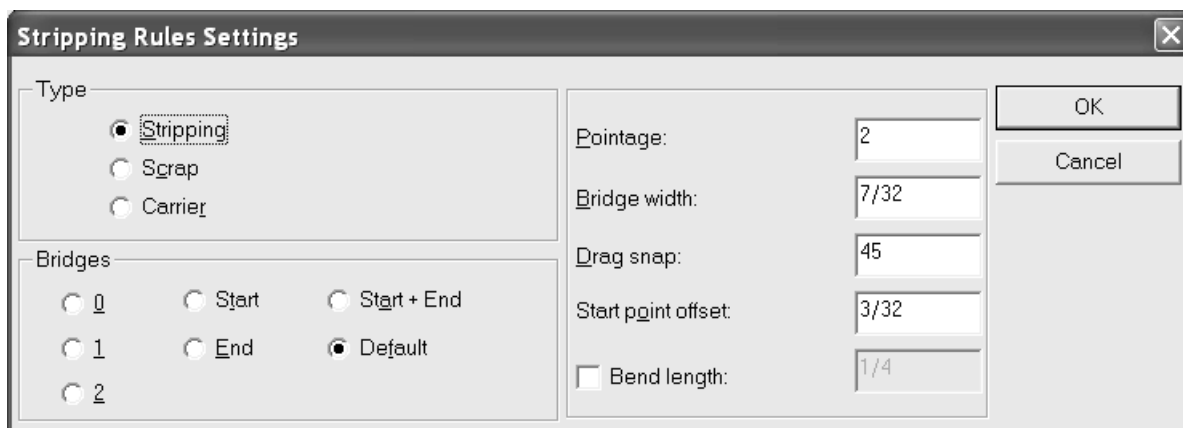 Stripping Rules Settings
Type
Stripping
Scrap
Carrier
Bridges
0
Start
Start + End
1
End
Default
2
Pointage:
2
Bridge width:
7/32
Drag snap:
45
Start point offset:
3/32
Bend length:
1/4
OK
Cancel